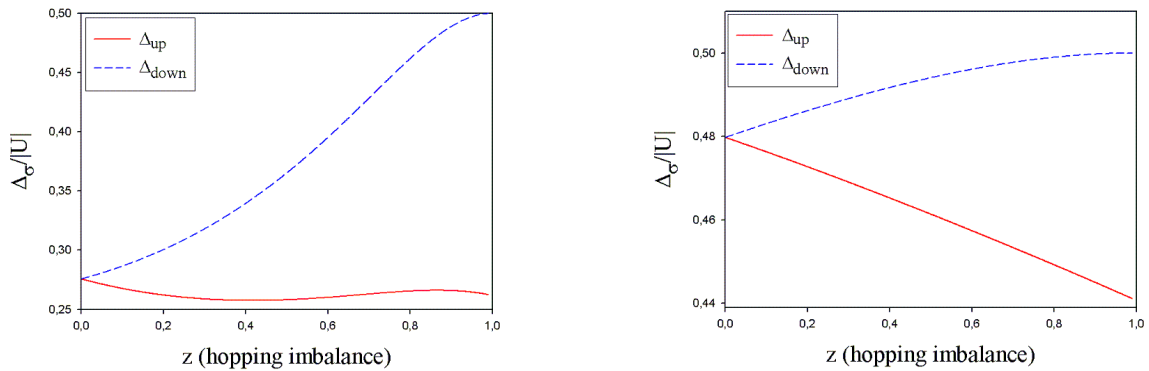 0,50
Δup
Δdown
0,45
0,40
Δσ/|U|
0,35
0,30
0,25
0,0 0,2 0,4 0,6 0,8 1,0
z (hopping imbalance)
Δup
Δdown
0,50
0,48
Δσ/|U|
0,46
0,44
0,0 0,2 0,4 0,6 0,8 1,0
z (hopping imbalance)